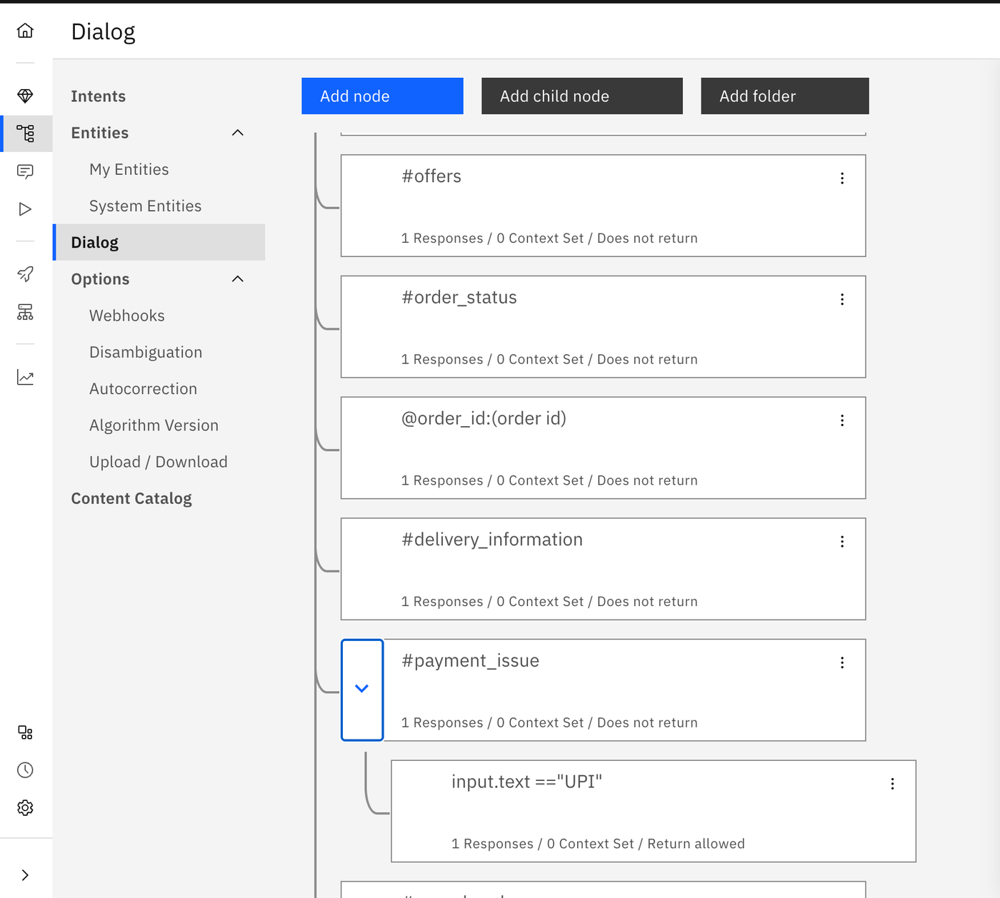 Dialog
Intents
Entities
My Entities
System Entities
Dialog
Options
Webhooks
Disambiguation
Autocorrection
Algorithm Version
Upload / Download
Content Catalog
Add node
Add child node
Add folder
#offers
1 Responses / 0 Context Set / Does not return
#order_status
1 Responses / 0 Context Set / Does not return
@order_id:(order id)
1 Responses / 0 Context Set / Does not return
#delivery_information
1 Responses / 0 Context Set / Does not return
#payment_issue
1 Responses / 0 Context Set / Does not return
input.text =="UPI"
1 Responses / 0 Context Set / Return allowed